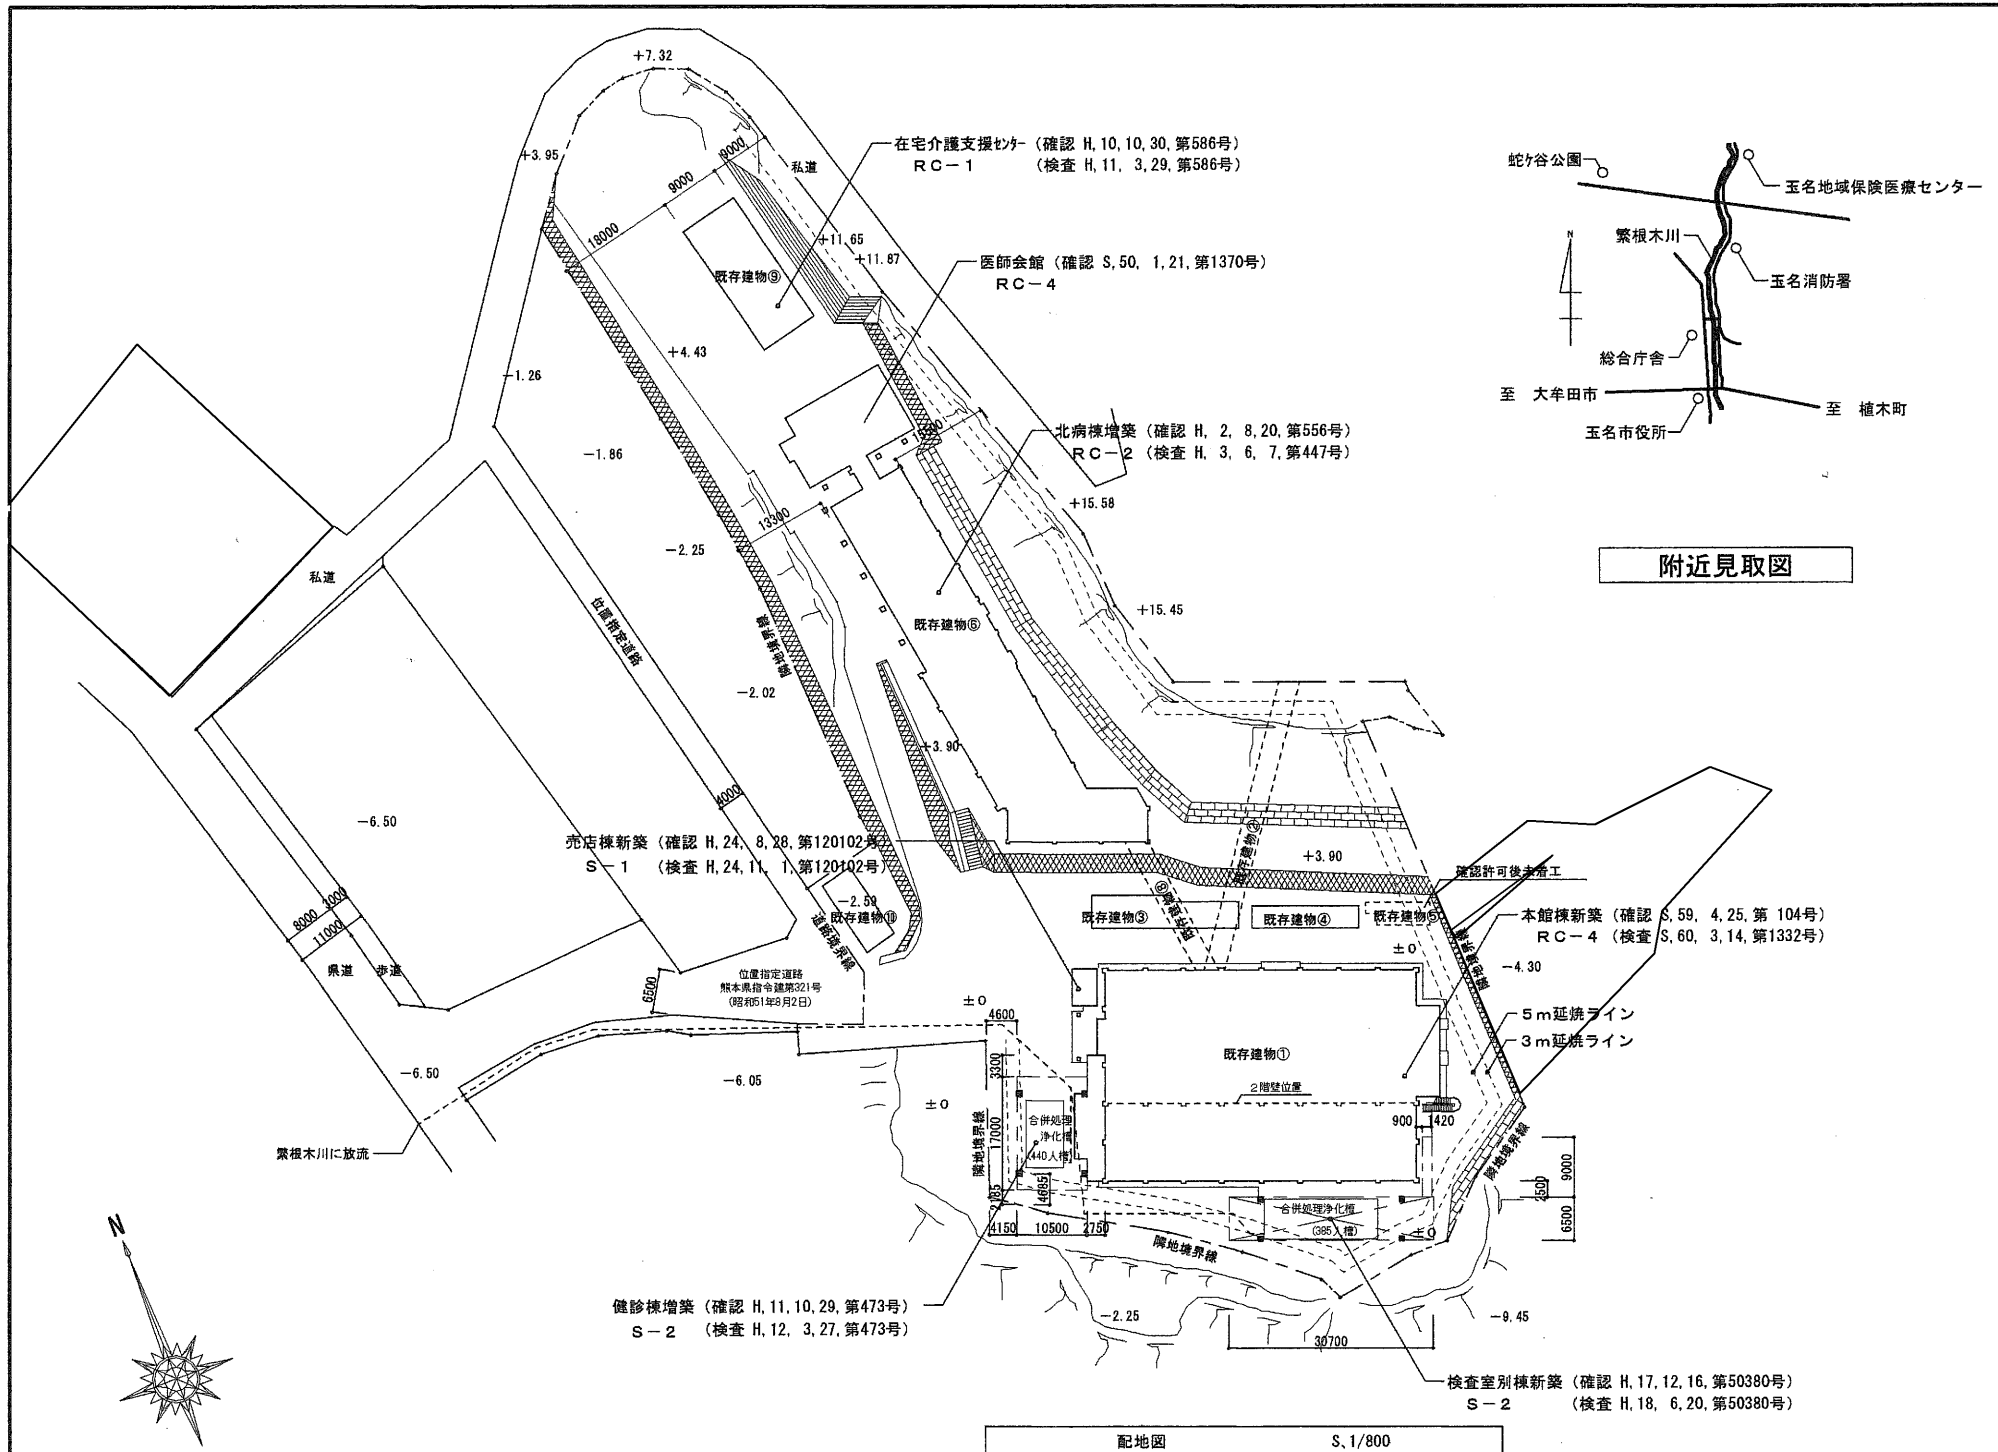 +7.32
+3.95
在宅介護支援ｾﾝﾀｰ (確認 H,10,10,30,第586号)
RC－1 (検査 H,11, 3,29,第586号)
私道
9000
9000
18000
+11.65
+11.87
既存建物⑨
医師会館 (確認 S,50, 1,21,第1370号)
RC－4
+4.43
－1.26
北病棟増築 (確認 H, 2, 8,20,第556号)
RC－2 (検査 H, 3, 6, 7,第447号)
15500
－1.86
+15.58
13300
－2.25
+15.45
私道
位置指定道路
隣地境界線
既存建物⑥
－2.02
+3.90
4000
－6.50
売店棟新築 (確認 H,24, 8,28,第120102号)
S－1 (検査 H,24,11, 1,第120102号)
既存建物②
+3.90
確認許可後未着工
－2.59
既存建物⑩
道路境界線
既存建物③
既存建物⑧
既存建物④
既存建物⑤
本館棟新築 (確認 S,59, 4,25,第 104号)
RC－4 (検査 S,60, 3,14,第1332号)
8000
3000
11000
県道
歩道
6500
位置指定道路
熊本県指令建第321号
(昭和51年8月2日)
±0
±0
隣地境界線
－4.30
4600
5ｍ延焼ライン
3ｍ延焼ライン
既存建物①
2階壁位置
3300
－6.50
－6.05
±0
合併処理
浄化槽
(440人槽)
隣地境界線
17000
2185
4685
900
1420
繁根木川に放流
隣地境界線
9000
2500
6500
合併処理浄化槽
(385人槽)
±0
4150
10500
2750
隣地境界線
健診棟増築 (確認 H,11,10,29,第473号)
S－2 (検査 H,12, 3,27,第473号)
－2.25
－9.45
30700
検査室別棟新築 (確認 H,17,12,16,第50380号)
S－2 (検査 H,18, 6,20,第50380号)
N
配地図 S,1/800
蛇ケ谷公園
玉名地域保険医療センター
繁根木川
N
玉名消防署
総合庁舎
至 大牟田市
至 植木町
玉名市役所
附近見取図